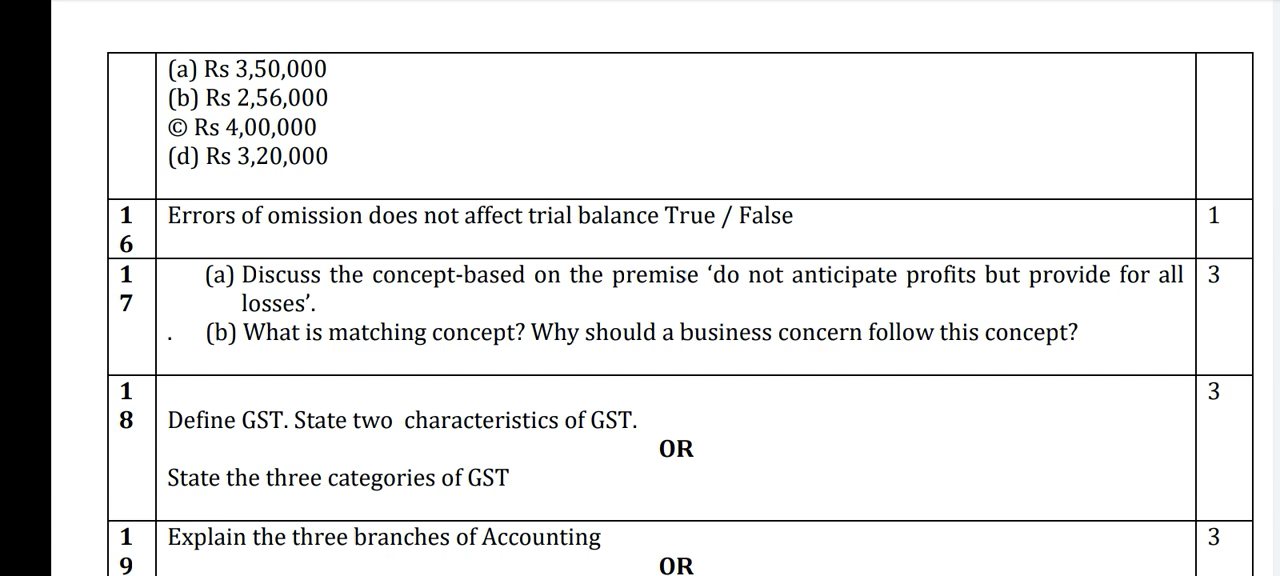 (a) Rs 3,50,000
(b) Rs 2,56,000
© Rs 4,00,000
(d) Rs 3,20,000
1 Errors of omission does not affect trial balance True / False 1
6
1 (a) Discuss the concept-based on the premise ‘do not anticipate profits but provide for all 3
7 losses’.
. (b) What is matching concept? Why should a business concern follow this concept?
1 3
8 Define GST. State two characteristics of GST.
OR
State the three categories of GST
1 Explain the three branches of Accounting 3
9 OR